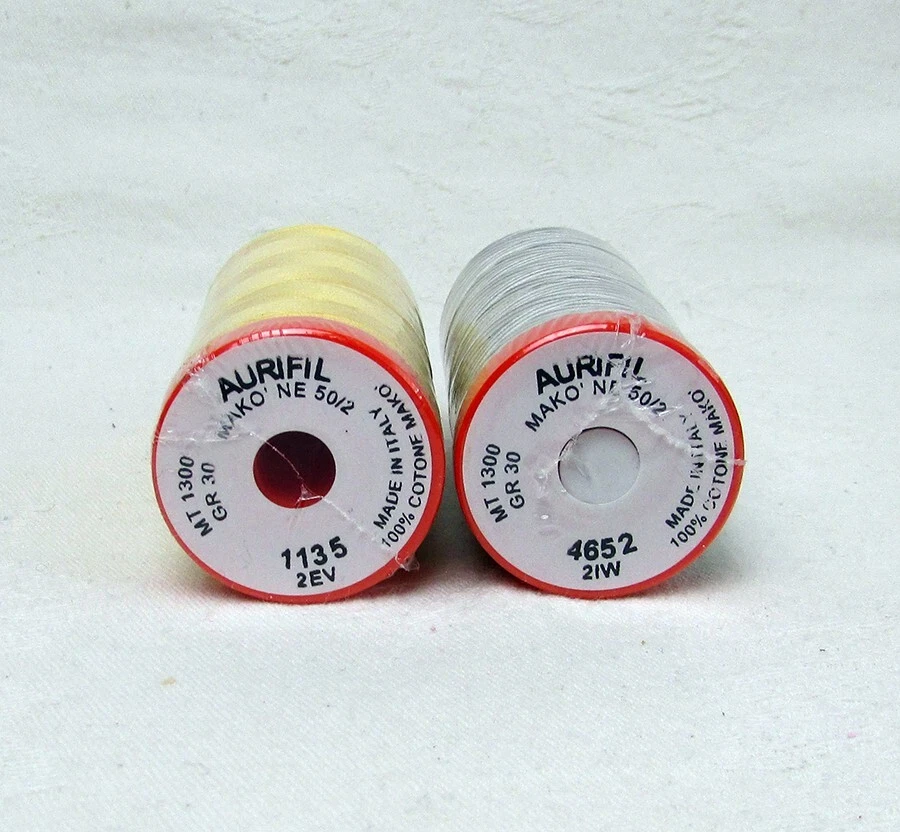 AURIFIL
MAKO' NE 50/2
MT 1300
GR 30
MADE IN ITALY
100% COTONE MAKO'
1135
2EV
AURIFIL
MAKO' NE 50/2
MT 1300
GR 30
MADE IN ITALY
100% COTONE MAKO'
4652
2IW